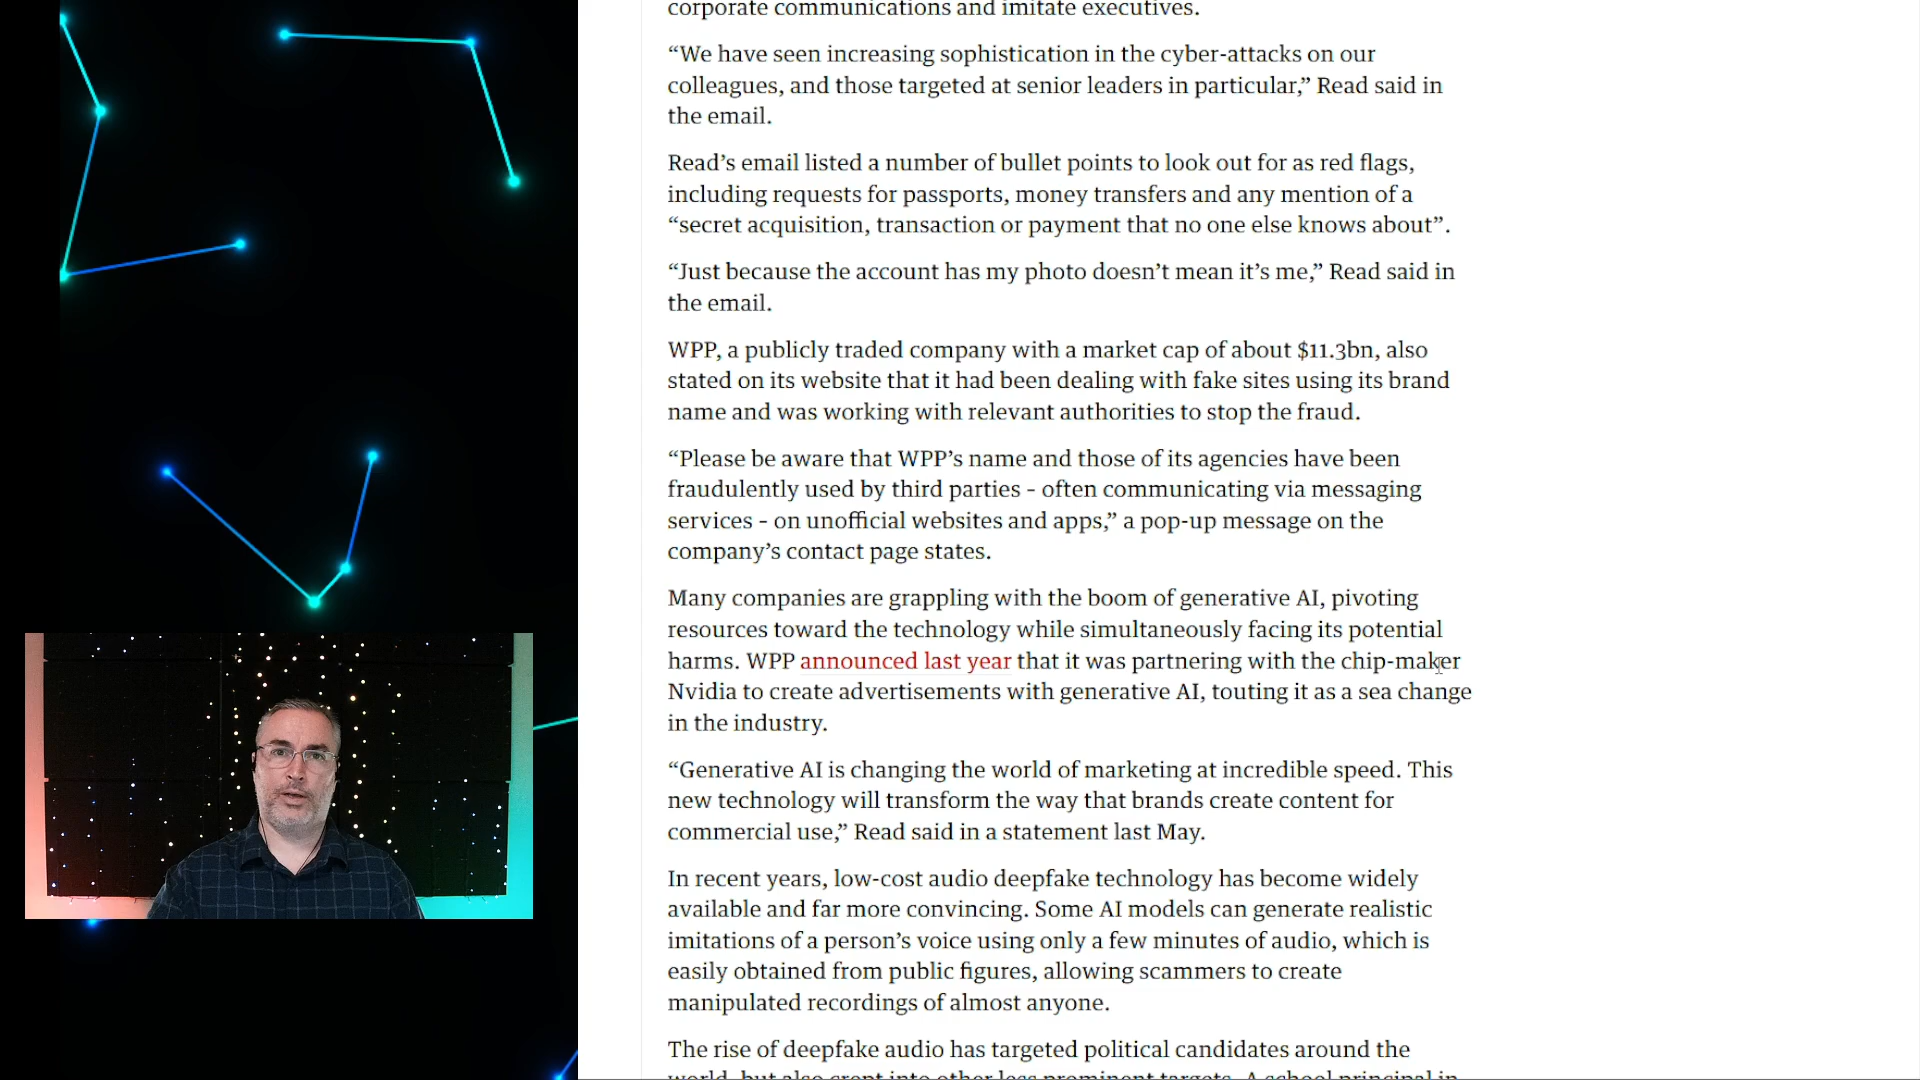 corporate communications and imitate executives.
“We have seen increasing sophistication in the cyber-attacks on our
colleagues, and those targeted at senior leaders in particular,” Read said in
the email.
Read’s email listed a number of bullet points to look out for as red flags,
including requests for passports, money transfers and any mention of a
“secret acquisition, transaction or payment that no one else knows about”.
“Just because the account has my photo doesn’t mean it’s me,” Read said in
the email.
WPP, a publicly traded company with a market cap of about $11.3bn, also
stated on its website that it had been dealing with fake sites using its brand
name and was working with relevant authorities to stop the fraud.
“Please be aware that WPP’s name and those of its agencies have been
fraudulently used by third parties – often communicating via messaging
services – on unofficial websites and apps,” a pop-up message on the
company’s contact page states.
Many companies are grappling with the boom of generative AI, pivoting
resources toward the technology while simultaneously facing its potential
harms. WPP announced last year that it was partnering with the chip-maker
Nvidia to create advertisements with generative AI, touting it as a sea change
in the industry.
“Generative AI is changing the world of marketing at incredible speed. This
new technology will transform the way that brands create content for
commercial use,” Read said in a statement last May.
In recent years, low-cost audio deepfake technology has become widely
available and far more convincing. Some AI models can generate realistic
imitations of a person’s voice using only a few minutes of audio, which is
easily obtained from public figures, allowing scammers to create
manipulated recordings of almost anyone.
The rise of deepfake audio has targeted political candidates around the
world, but also crept into other less prominent targets. A school principal in